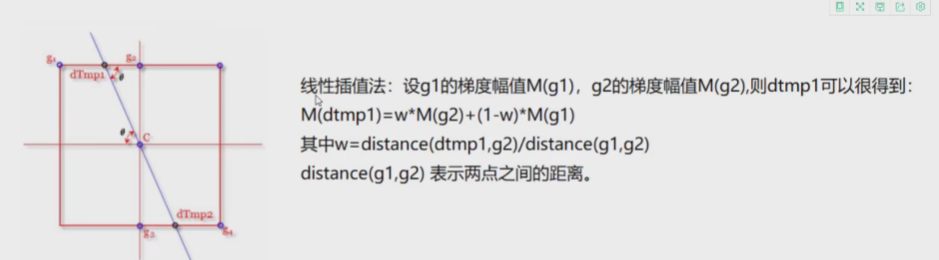 线性插值法：设g1的梯度幅值M(g1)，g2的梯度幅值M(g2),则dtmp1可以很得到：
M(dtmp1)=w*M(g2)+(1-w)*M(g1)
其中w=distance(dtmp1,g2)/distance(g1,g2)
distance(g1,g2) 表示两点之间的距离。
g₁
g₂
dTmp1
θ
θ
C
dTmp2
g₃
g₄